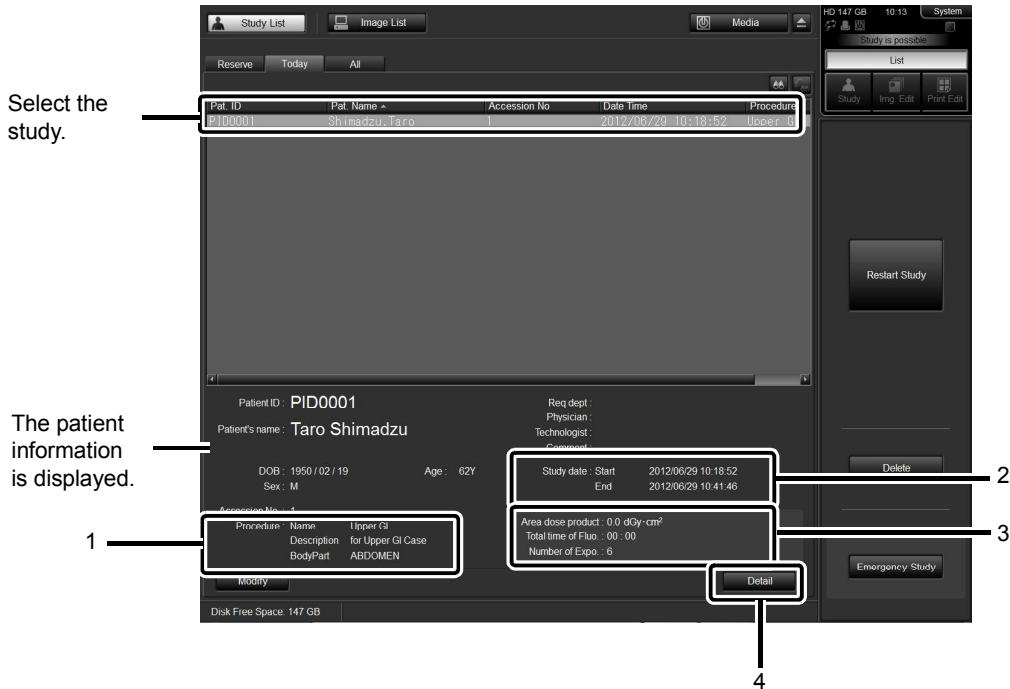 Study List
Image List
Media
HD 147 GB 10:13 System
Study is possible
List
Study Img. Edit Print Edit
Reserve Today All
Select the
study.
Pat. ID Pat. Name Accession No Date Time Procedure
PID0001 Shimadzu.Taro 1 2012/06/29 10:18:52 Upper G
Restart Study
The patient
information
is displayed.
Patient ID : PID0001
Patient's name : Taro Shimadzu
Req dept :
Physician :
Technologist :
Comment :
DOB : 1950 / 02 / 19 Age : 62Y
Sex : M
Study date : Start 2012/06/29 10:18:52
End 2012/06/29 10:41:46
2
Delete
Accession No. : 1
1
Procedure : Name Upper GI
Description for Upper GI Case
BodyPart ABDOMEN
Area dose product : 0.0 dGy·cm²
Total time of Fluo. : 00 : 00
Number of Expo. : 6
3
Emergency Study
Modify
Detail
4
Disk Free Space: 147 GB